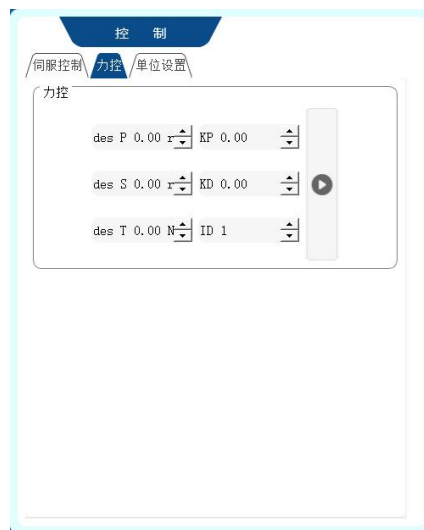 控 制
伺服控制 力控 单位设置
力控
des P 0.00 r KP 0.00
des S 0.00 r KD 0.00
des T 0.00 N ID 1